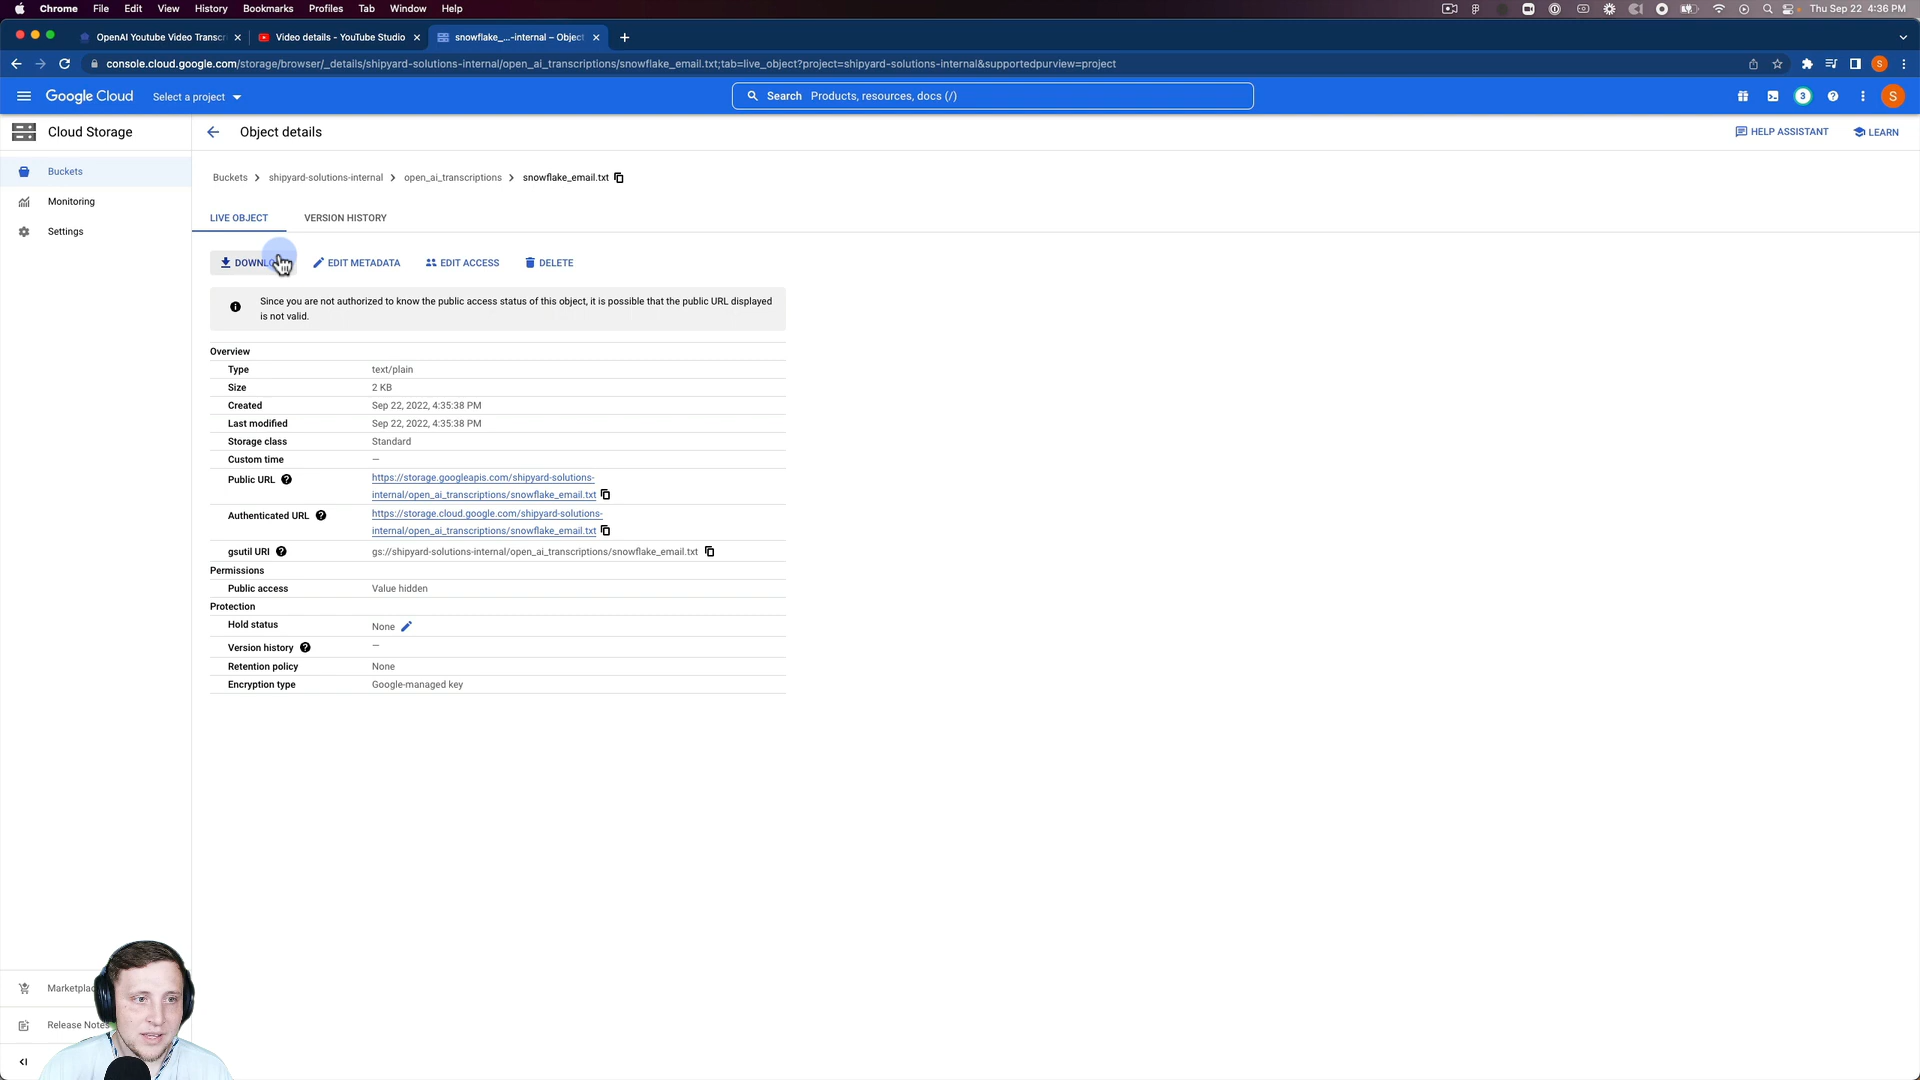 Chrome File Edit View History Bookmarks Profiles Tab Window Help
Thu Sep 22 4:36 PM
OpenAI Youtube Video Transcri
Video details - YouTube Studio
snowflake_...-internal – Object
console.cloud.google.com/storage/browser/_details/shipyard-solutions-internal/open_ai_transcriptions/snowflake_email.txt;tab=live_object?project=shipyard-solutions-internal&supportedpurview=project
S
Google Cloud
Select a project
Search Products, resources, docs (/)
3
S
Cloud Storage
Object details
HELP ASSISTANT
LEARN
Buckets
Monitoring
Settings
Buckets > shipyard-solutions-internal > open_ai_transcriptions > snowflake_email.txt
LIVE OBJECT
VERSION HISTORY
EDIT METADATA
EDIT ACCESS
DELETE
Since you are not authorized to know the public access status of this object, it is possible that the public URL displayed
is not valid.
Overview
Type text/plain
Size 2 KB
Created Sep 22, 2022, 4:35:38 PM
Last modified Sep 22, 2022, 4:35:38 PM
Storage class Standard
Custom time —
Public URL https://storage.googleapis.com/shipyard-solutions-
internal/open_ai_transcriptions/snowflake_email.txt
Authenticated URL https://storage.cloud.google.com/shipyard-solutions-
internal/open_ai_transcriptions/snowflake_email.txt
gsutil URI gs://shipyard-solutions-internal/open_ai_transcriptions/snowflake_email.txt
Permissions
Public access Value hidden
Protection
Hold status None
Version history —
Retention policy None
Encryption type Google-managed key
Release Notes